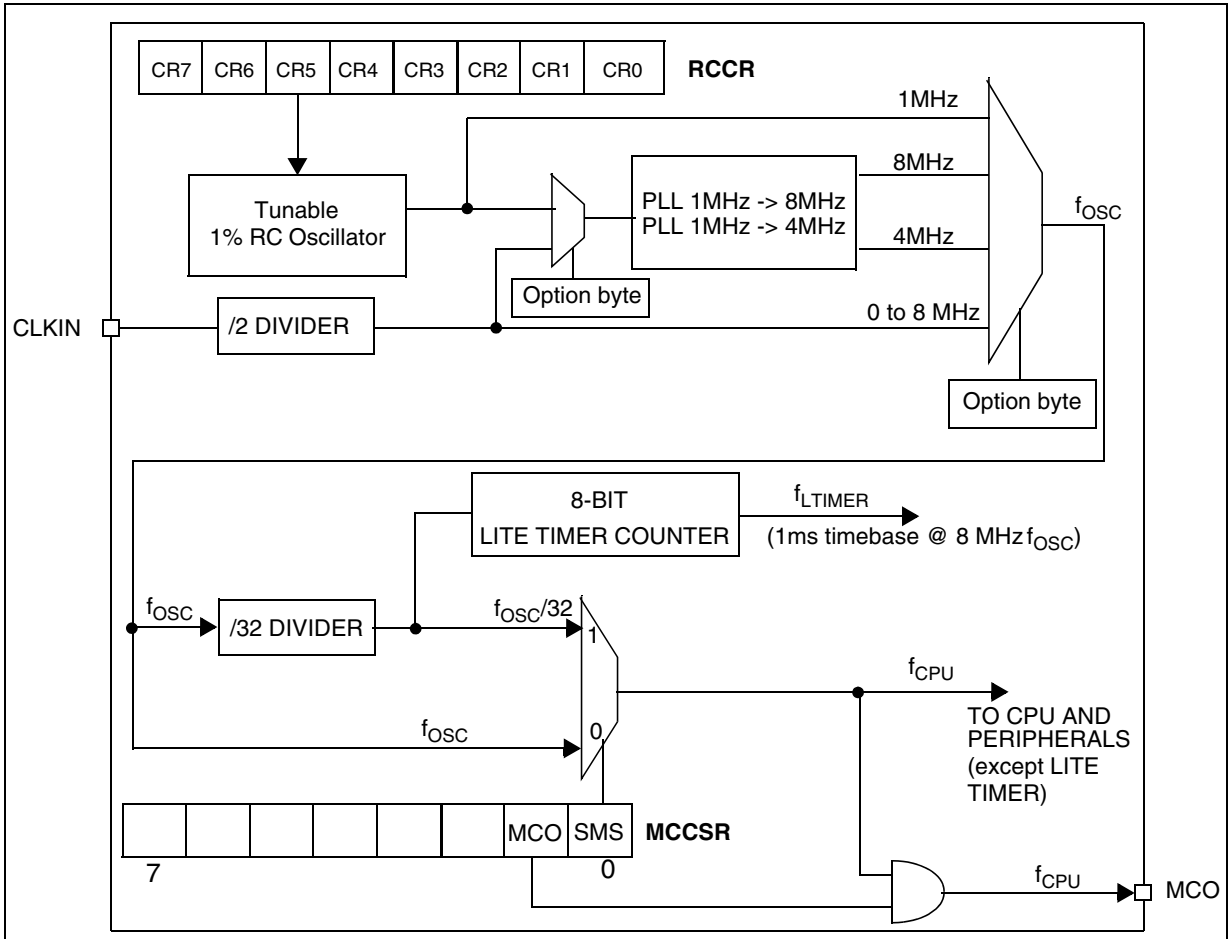 CR7 CR6 CR5 CR4 CR3 CR2 CR1 CR0 RCCR
1MHz
8MHz
Tunable
1% RC Oscillator
PLL 1MHz -> 8MHz
PLL 1MHz -> 4MHz
fOSC
4MHz
Option byte
CLKIN
/2 DIVIDER
0 to 8 MHz
Option byte
8-BIT
LITE TIMER COUNTER
fLTIMER
(1ms timebase @ 8 MHz fOSC)
fOSC
/32 DIVIDER
fOSC/32
1
fCPU
TO CPU AND
PERIPHERALS
(except LITE
TIMER)
fOSC
0
MCO SMS MCCSR
7
0
fCPU
MCO